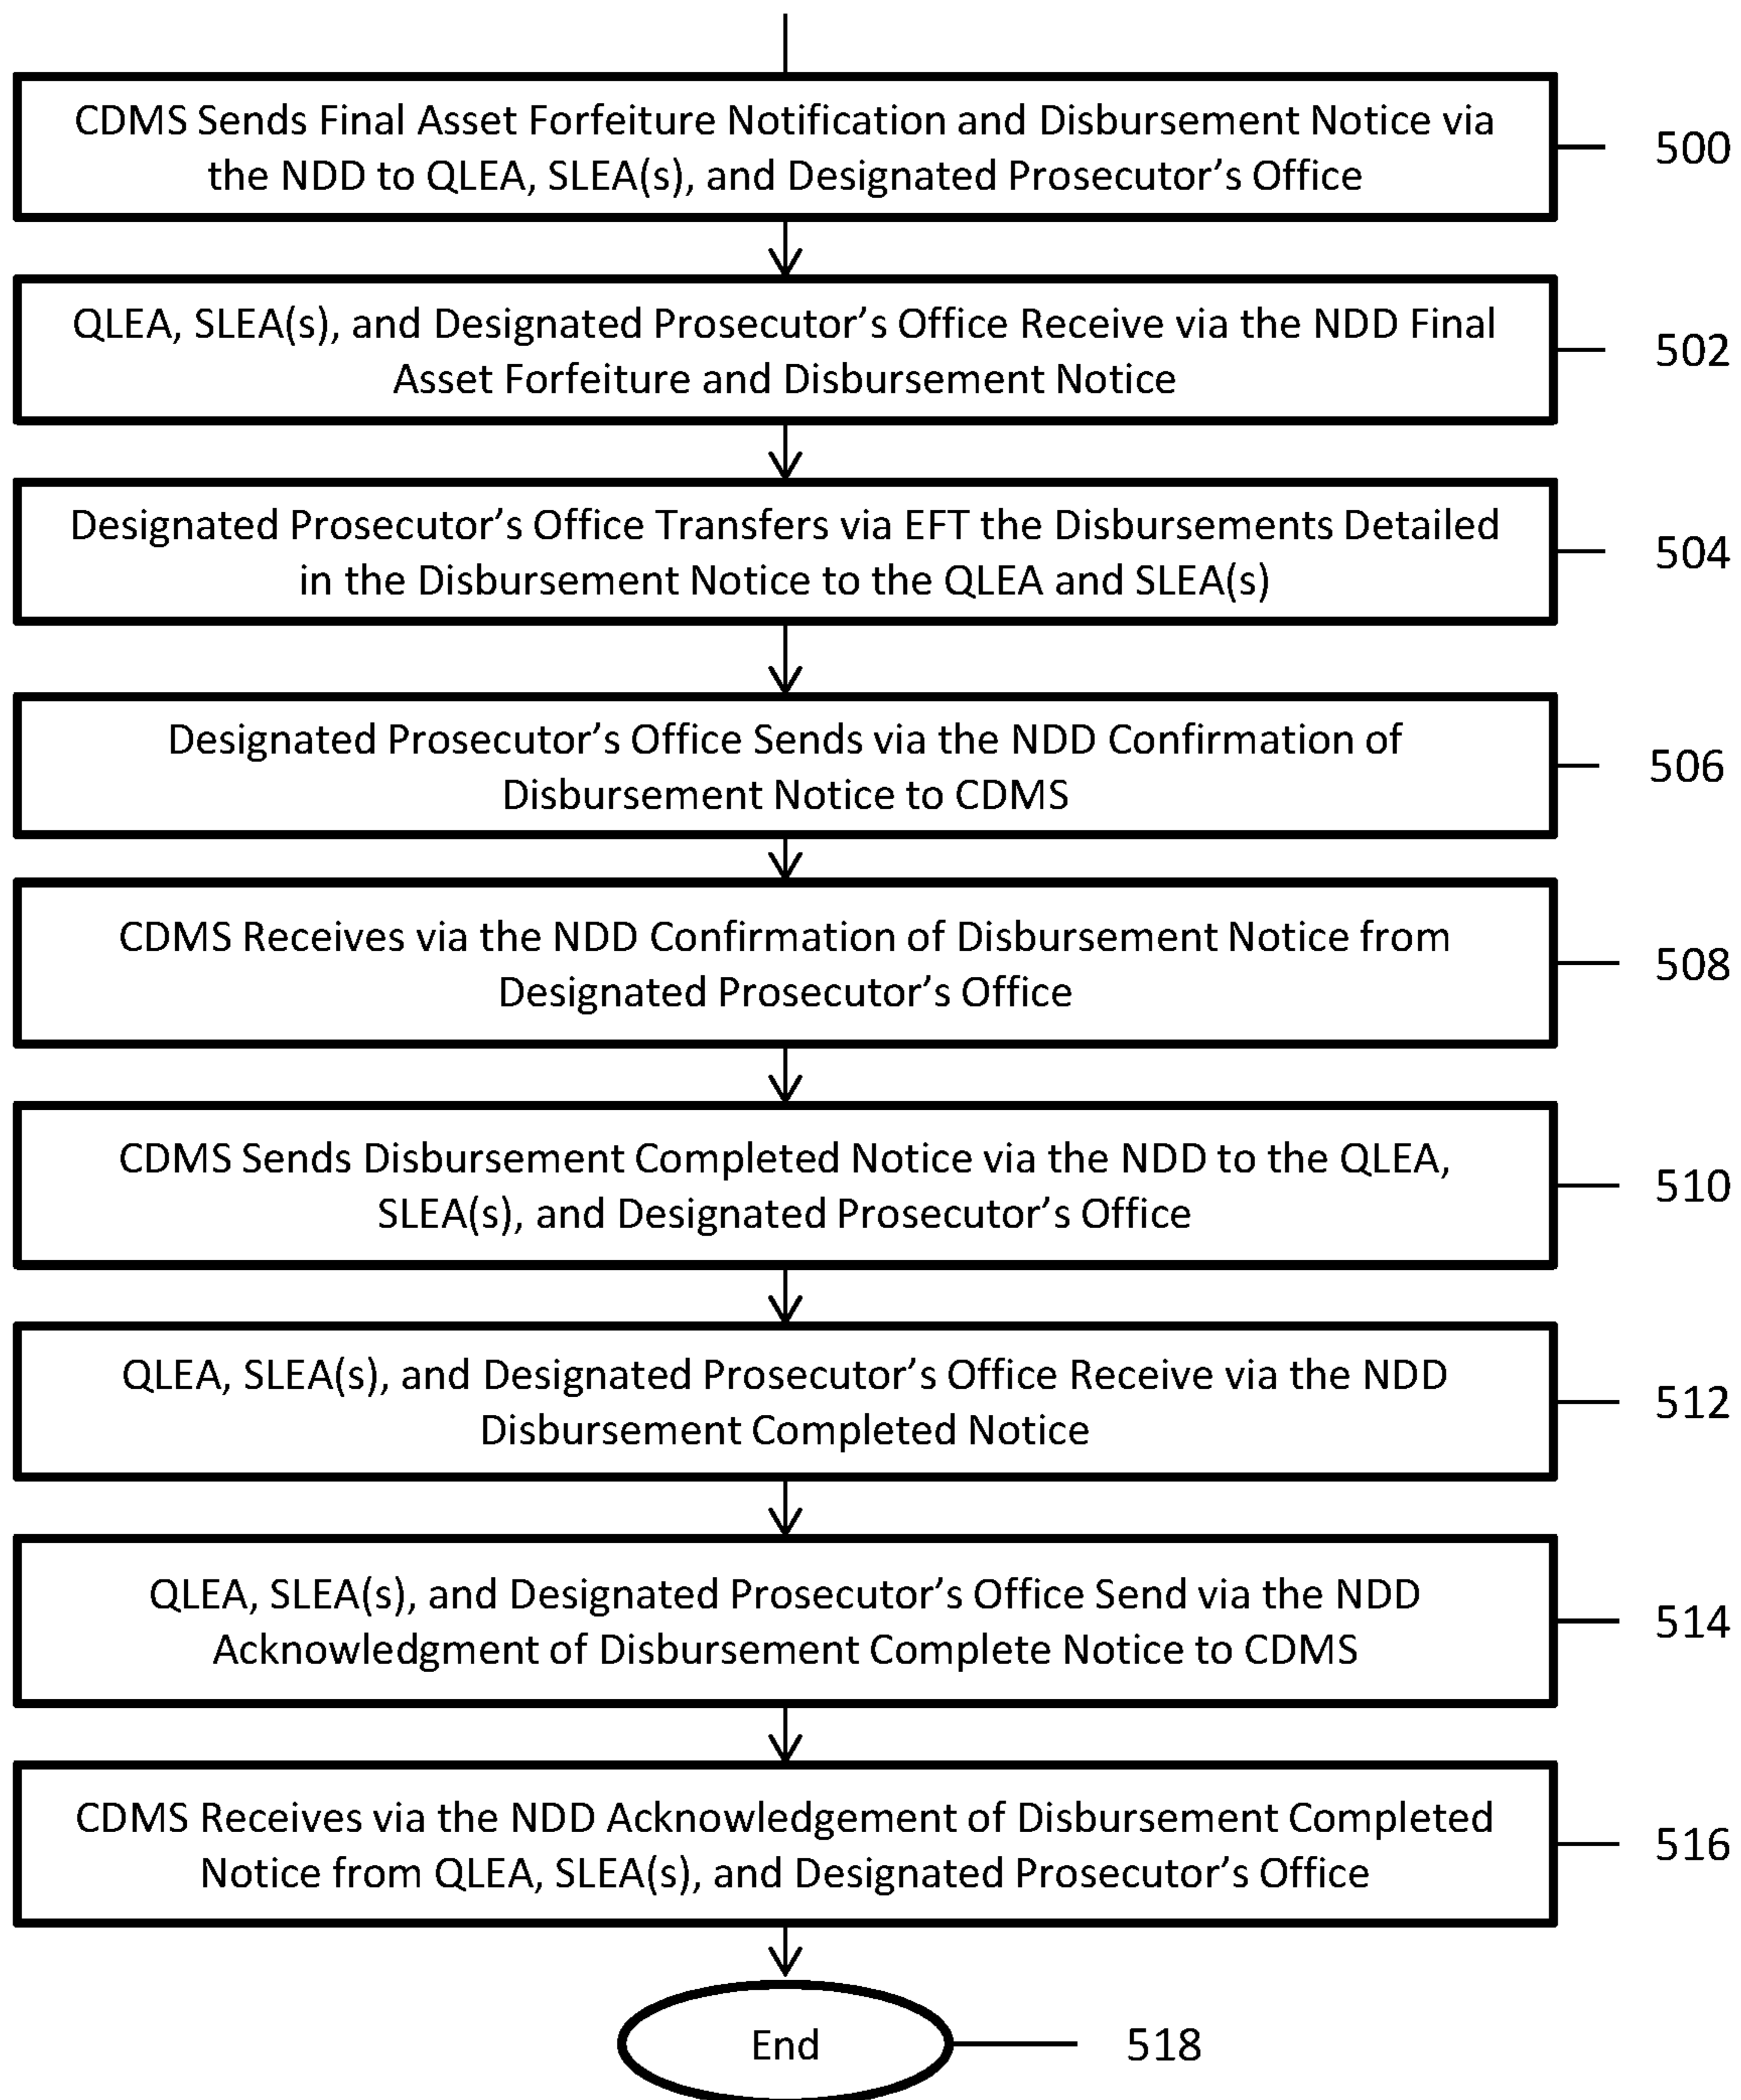 CDMS Sends Final Asset Forfeiture Notification and Disbursement Notice via
the NDD to QLEA, SLEA(s), and Designated Prosecutor’s Office
500
QLEA, SLEA(s), and Designated Prosecutor’s Office Receive via the NDD Final
Asset Forfeiture and Disbursement Notice
502
Designated Prosecutor’s Office Transfers via EFT the Disbursements Detailed
in the Disbursement Notice to the QLEA and SLEA(s)
504
Designated Prosecutor’s Office Sends via the NDD Confirmation of
Disbursement Notice to CDMS
506
CDMS Receives via the NDD Confirmation of Disbursement Notice from
Designated Prosecutor’s Office
508
CDMS Sends Disbursement Completed Notice via the NDD to the QLEA,
SLEA(s), and Designated Prosecutor’s Office
510
QLEA, SLEA(s), and Designated Prosecutor’s Office Receive via the NDD
Disbursement Completed Notice
512
QLEA, SLEA(s), and Designated Prosecutor’s Office Send via the NDD
Acknowledgment of Disbursement Complete Notice to CDMS
514
CDMS Receives via the NDD Acknowledgement of Disbursement Completed
Notice from QLEA, SLEA(s), and Designated Prosecutor’s Office
516
End
518